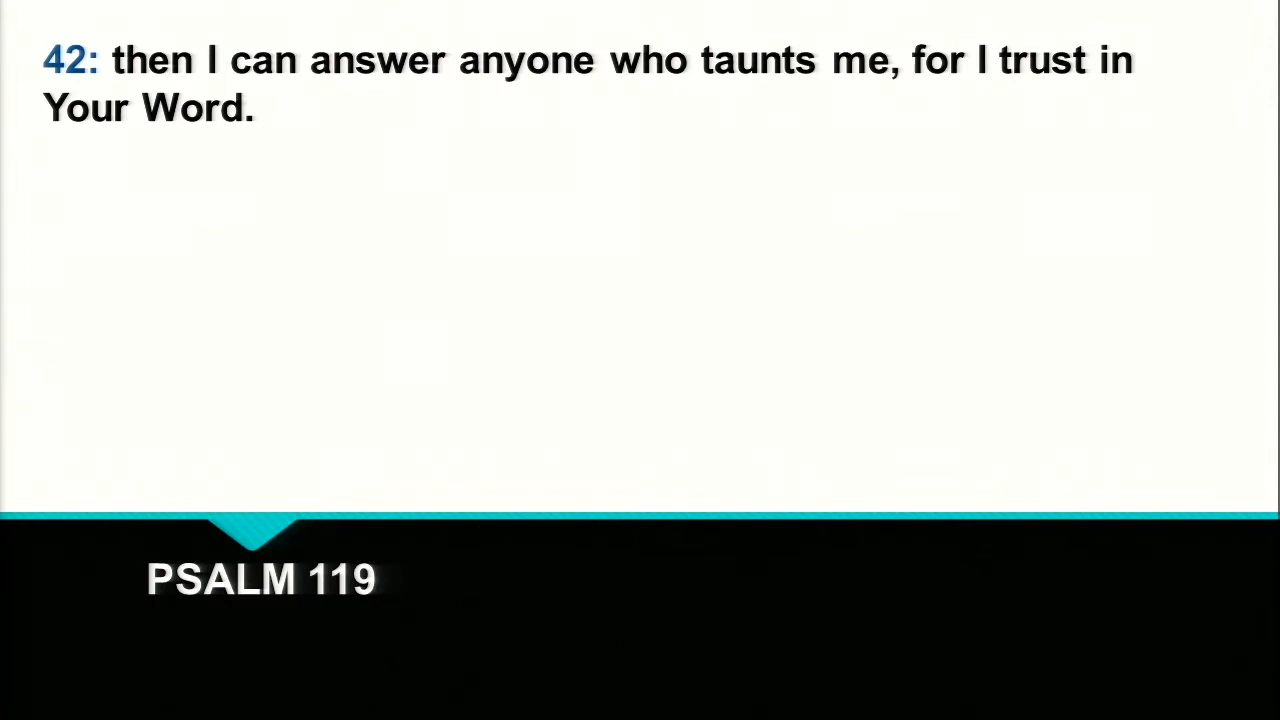 42: then I can answer anyone who taunts me, for I trust in
Your Word.
PSALM 119